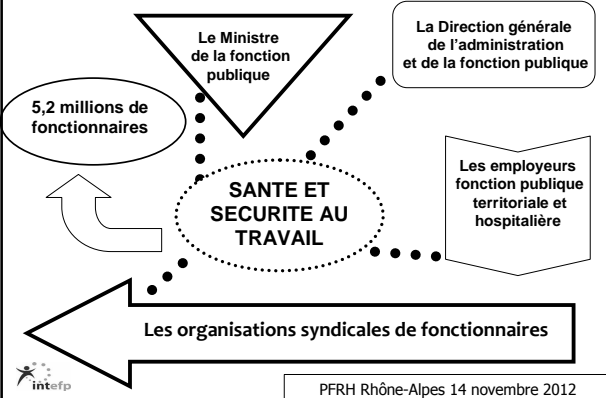 Le Ministre
de la fonction
publique
La Direction générale
de l'administration
et de la fonction publique
5,2 millions de
fonctionnaires
SANTE ET
SECURITE AU
TRAVAIL
Les employeurs
fonction publique
territoriale et
hospitalière
Les organisations syndicales de fonctionnaires
intefp
PFRH Rhône-Alpes 14 novembre 2012